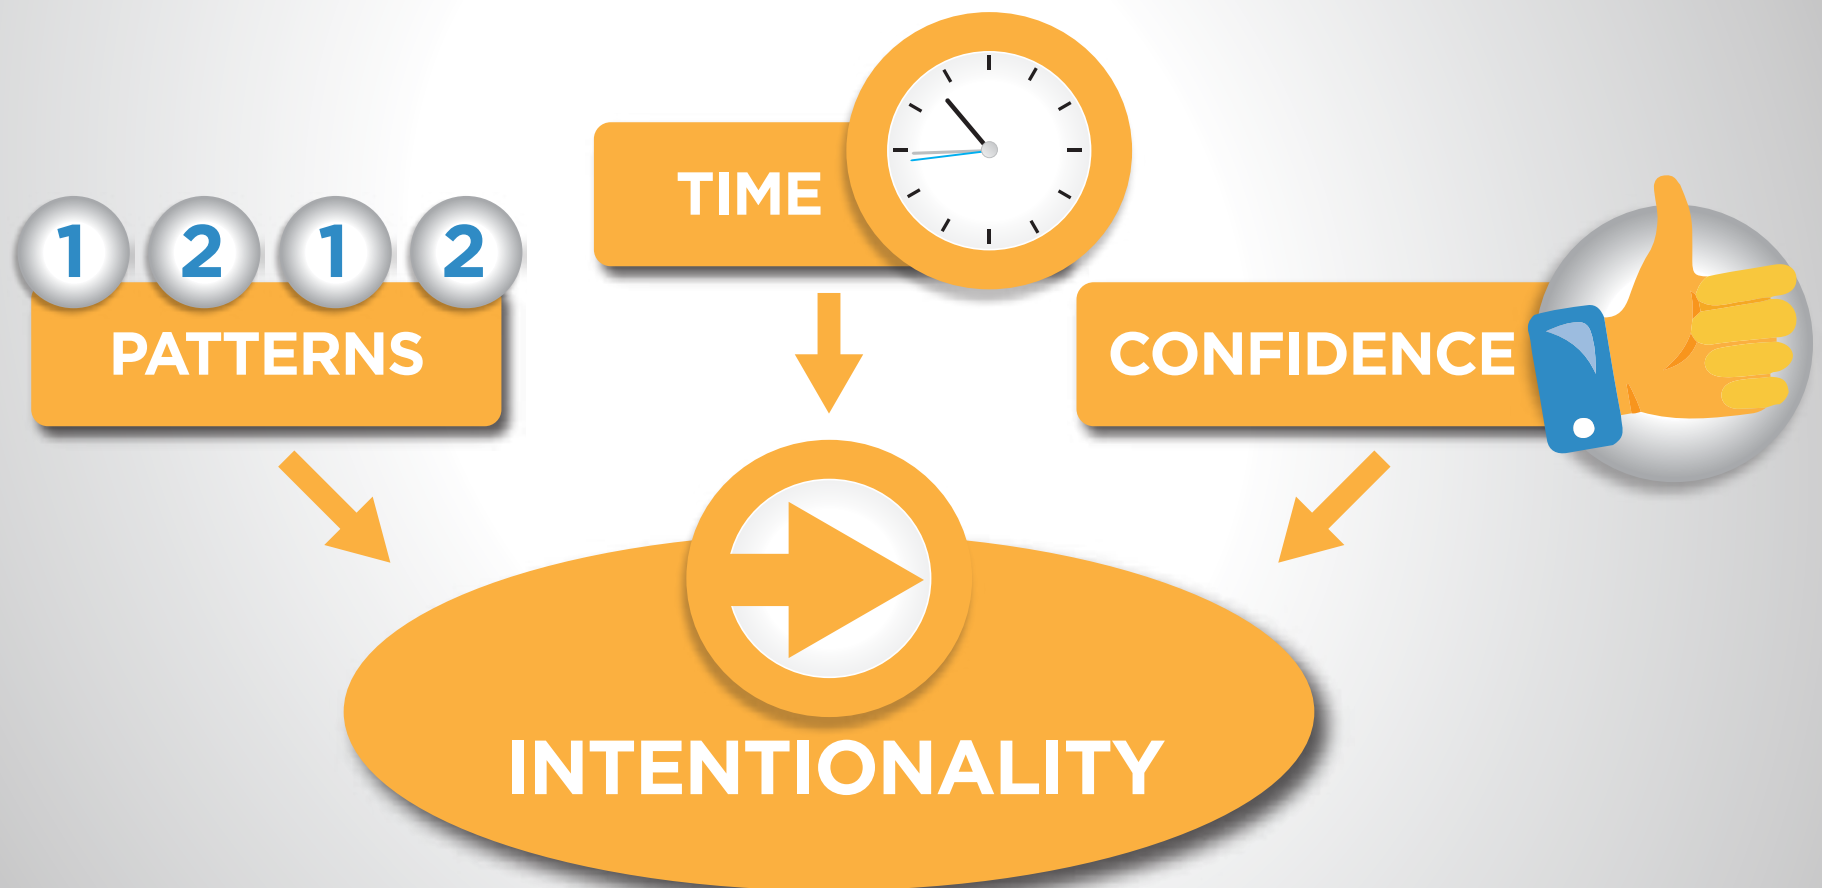 TIME
1 2 1 2
PATTERNS
CONFIDENCE
INTENTIONALITY